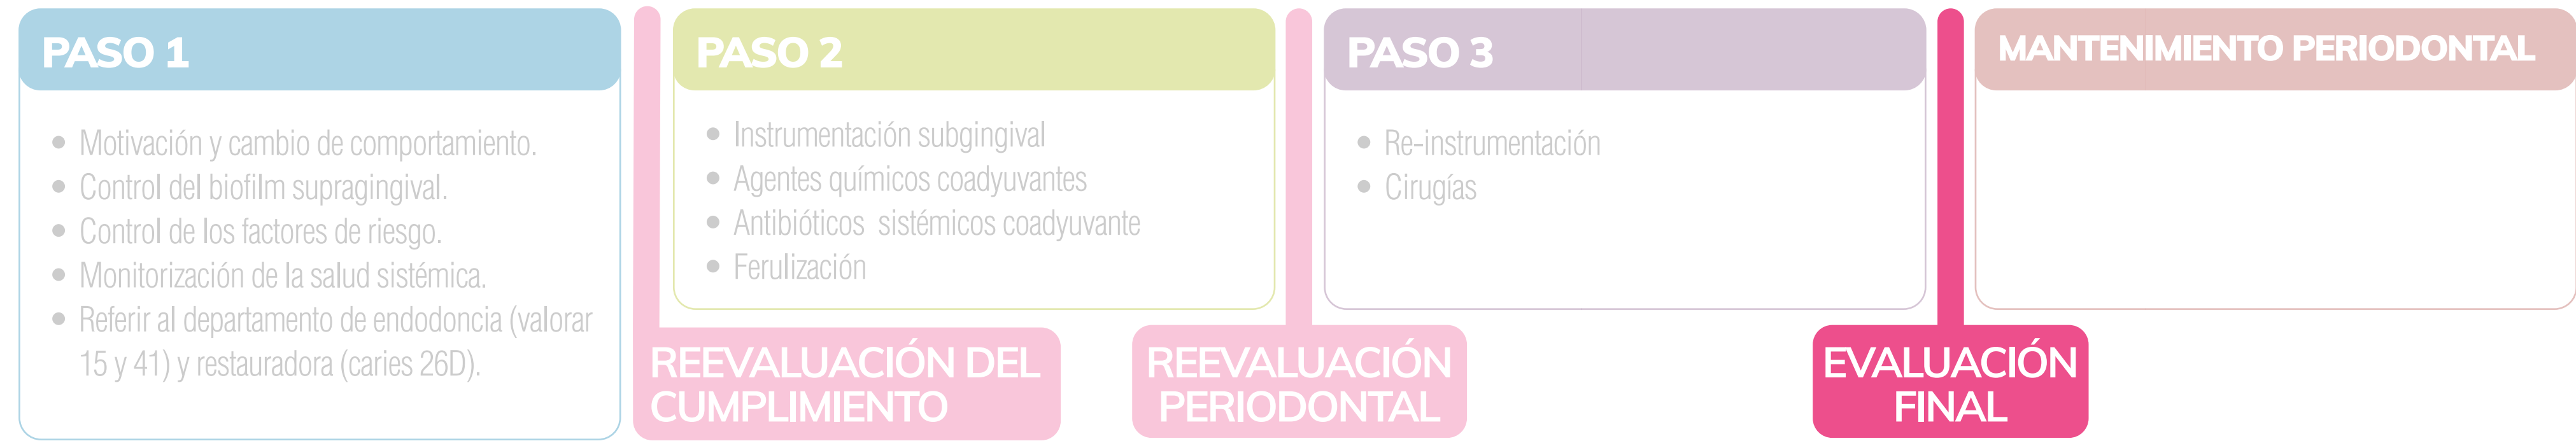 PASO 1
• Motivación y cambio de comportamiento.
• Control del biofilm supragingival.
• Control de los factores de riesgo.
• Monitorización de la salud sistémica.
• Referir al departamento de endodoncia (valorar
15 y 41) y restauradora (caries 26D).
REEVALUACIÓN DEL
CUMPLIMIENTO
PASO 2
• Instrumentación subgingival
• Agentes químicos coadyuvantes
• Antibióticos sistémicos coadyuvante
• Ferulización
REEVALUACIÓN
PERIODONTAL
PASO 3
• Re-instrumentación
• Cirugías
EVALUACIÓN
FINAL
MANTENIMIENTO PERIODONTAL